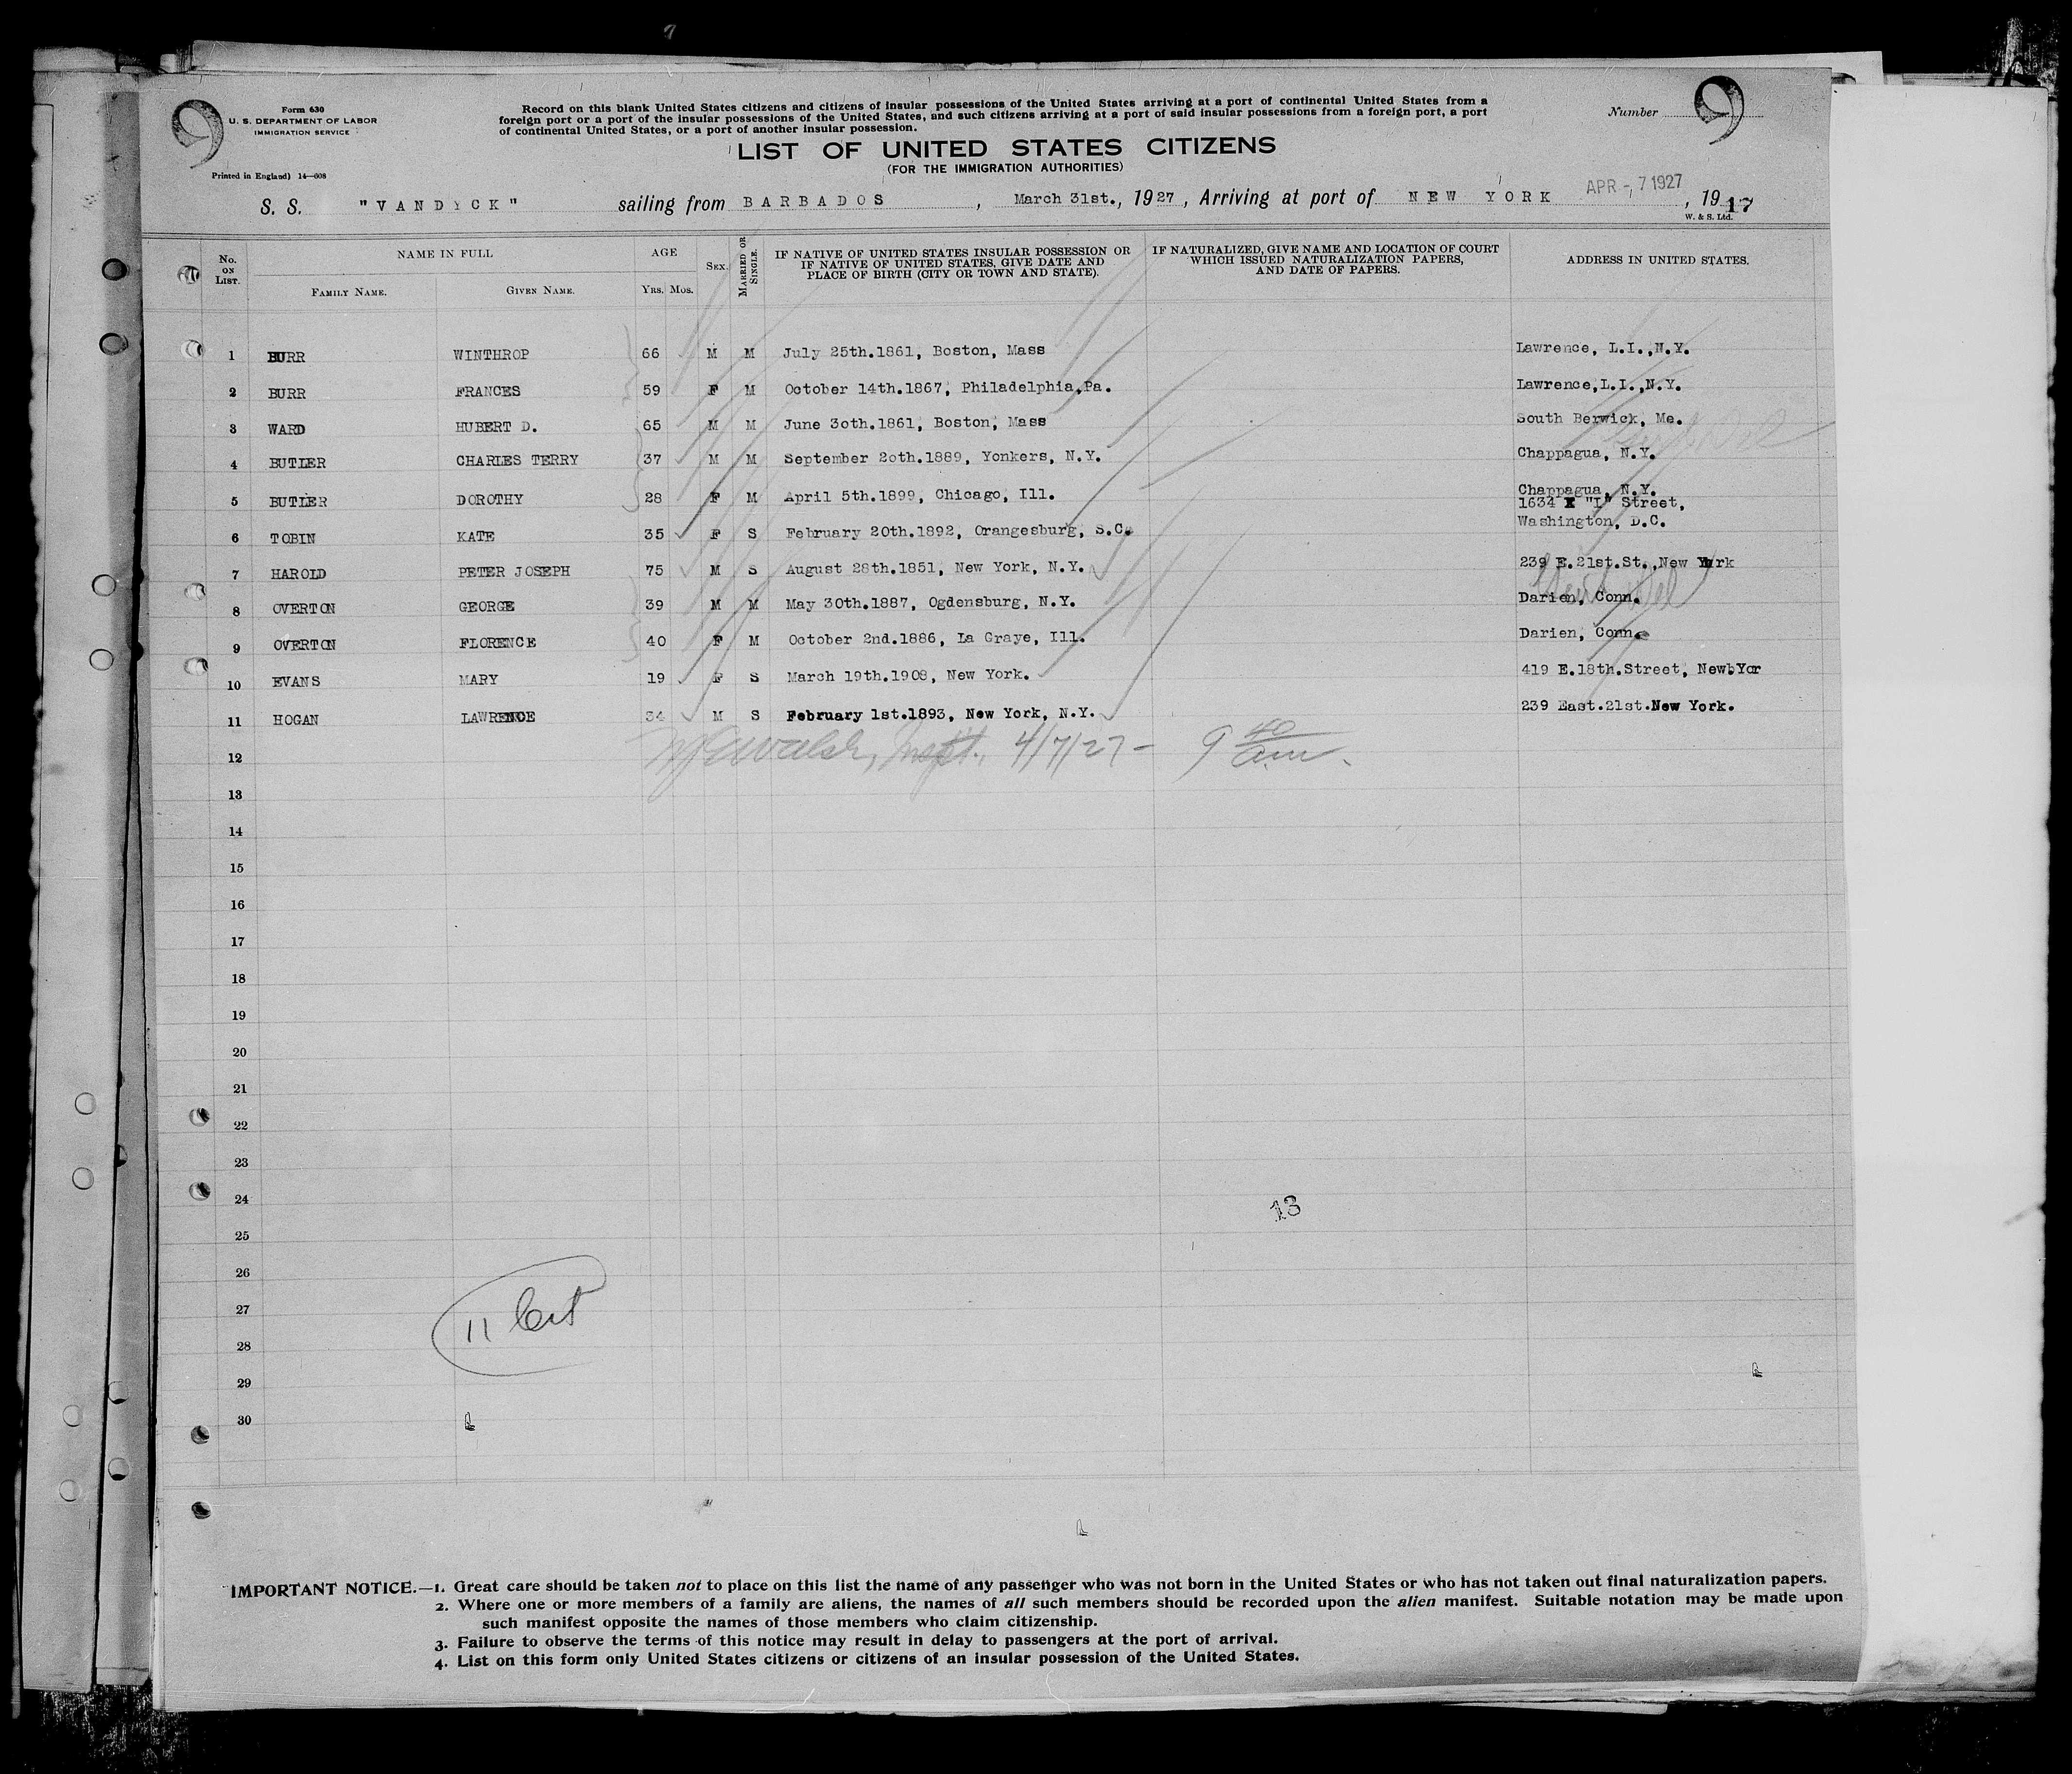 9
Form 630
U. S. DEPARTMENT OF LABOR
IMMIGRATION SERVICE
Printed in England) 14—608
Record on this blank United States citizens and citizens of insular possessions of the United States arriving at a port of continental United States from a
foreign port or a port of the insular possessions of the United States, and such citizens arriving at a port of said insular possessions from a foreign port, a port
of continental United States, or a port of another insular possession.
Number 9
LIST OF UNITED STATES CITIZENS
(FOR THE IMMIGRATION AUTHORITIES)
S. S. "VANDYCK" sailing from BARBADOS, March 31st., 1927, Arriving at port of NEW YORK APR - 7 1927, 19 17
W. & S. Ltd.
No. ON LIST. NAME IN FULL FAMILY NAME. GIVEN NAME. AGE YRS. MOS. SEX. MARRIED OR SINGLE. IF NATIVE OF UNITED STATES INSULAR POSSESSION OR IF NATIVE OF UNITED STATES, GIVE DATE AND PLACE OF BIRTH (CITY OR TOWN AND STATE). IF NATURALIZED, GIVE NAME AND LOCATION OF COURT WHICH ISSUED NATURALIZATION PAPERS, AND DATE OF PAPERS. ADDRESS IN UNITED STATES.
1 BURR WINTHROP 66 M M July 25th.1861, Boston, Mass Lawrence, L.I.,N.Y.
2 BURR FRANCES 59 F M October 14th.1867, Philadelphia,Pa. Lawrence,L.I.,N.Y.
3 WARD HUBERT D. 65 M M June 3oth.1861, Boston, Mass South Berwick, Me.
4 BUTLER CHARLES TERRY 37 M M September 2oth.1889, Yonkers, N.Y. Chappagua, N.Y.
5 BUTLER DOROTHY 28 F M April 5th.1899, Chicago, Ill. Chappagua, N.Y.
6 TOBIN KATE 35 F S February 20th.1892, Orangesburg, S.C. 1634 "I" Street, Washington, D.C.
7 HAROLD PETER JOSEPH 75 M S August 28th.1851, New York, N.Y. 239 E.21st.St.,New York
8 OVERTON GEORGE 39 M M May 30th.1887, Ogdensburg, N.Y. Darien, Conn.
9 OVERTON FLORENCE 40 F M October 2nd.1886, La Graye, Ill. Darien, Conn.
10 EVANS MARY 19 F S March 19th.1908, New York. 419 E.18th.Street, New Yor
11 HOGAN LAWRENCE 34 M S February 1st.1893, New York, N.Y. 239 East.21st.New York.
Walsh, Inspt. 4/7/27 - 9 40 am.
12
13
14
15
16
17
18
19
20
21
22
23
24
13
25
26
27
11
28
29
30
IMPORTANT NOTICE.—1. Great care should be taken not to place on this list the name of any passenger who was not born in the United States or who has not taken out final naturalization papers.
2. Where one or more members of a family are aliens, the names of all such members should be recorded upon the alien manifest. Suitable notation may be made upon
such manifest opposite the names of those members who claim citizenship.
3. Failure to observe the terms of this notice may result in delay to passengers at the port of arrival.
4. List on this form only United States citizens or citizens of an insular possession of the United States.